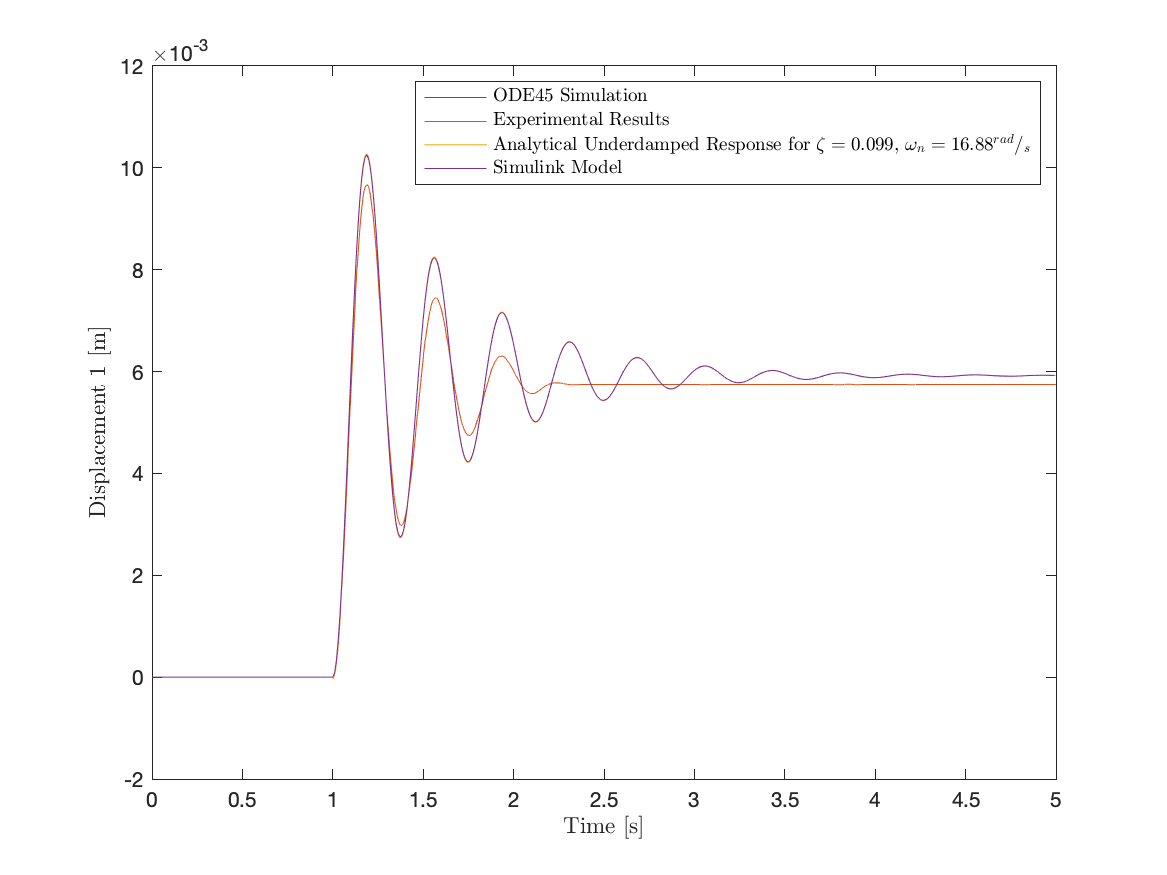 ×10-3
12
10
8
6
4
2
0
-2
Displacement 1 [m]
ODE45 Simulation
Experimental Results
Analytical Underdamped Response for ζ = 0.099, ωn = 16.88rad/s
Simulink Model
0 0.5 1 1.5 2 2.5 3 3.5 4 4.5 5
Time [s]